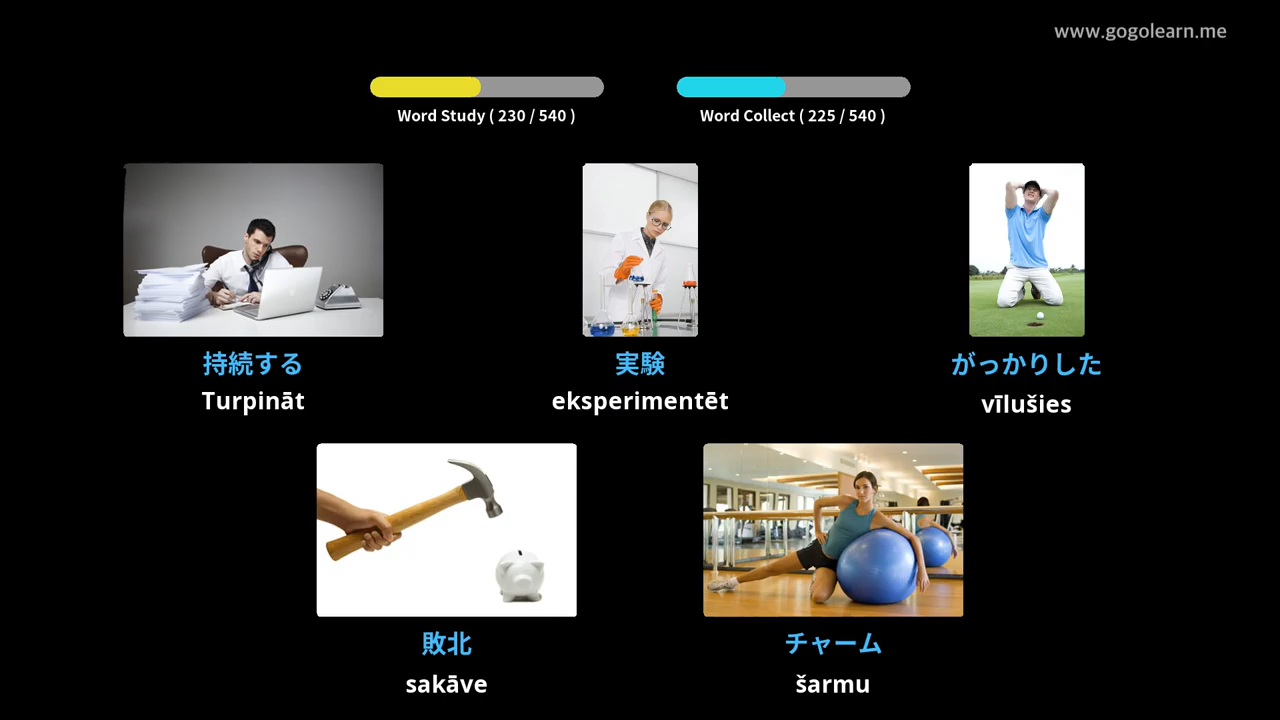 www.gogolearn.me
Word Study ( 230 / 540 )
Word Collect ( 225 / 540 )
持続する
Turpināt
実験
eksperimentēt
がっかりした
vīlušies
敗北
sakāve
チャーム
šarmu